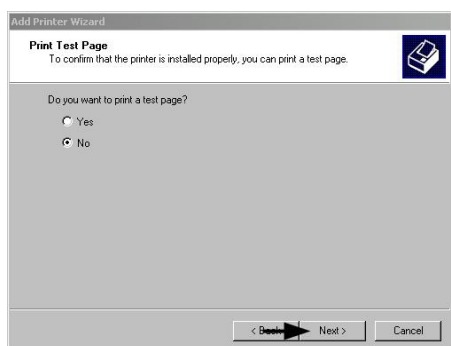 Add Printer Wizard
Print Test Page
To confirm that the printer is installed properly, you can print a test page.
Do you want to print a test page?
Yes
No
< Back Next > Cancel